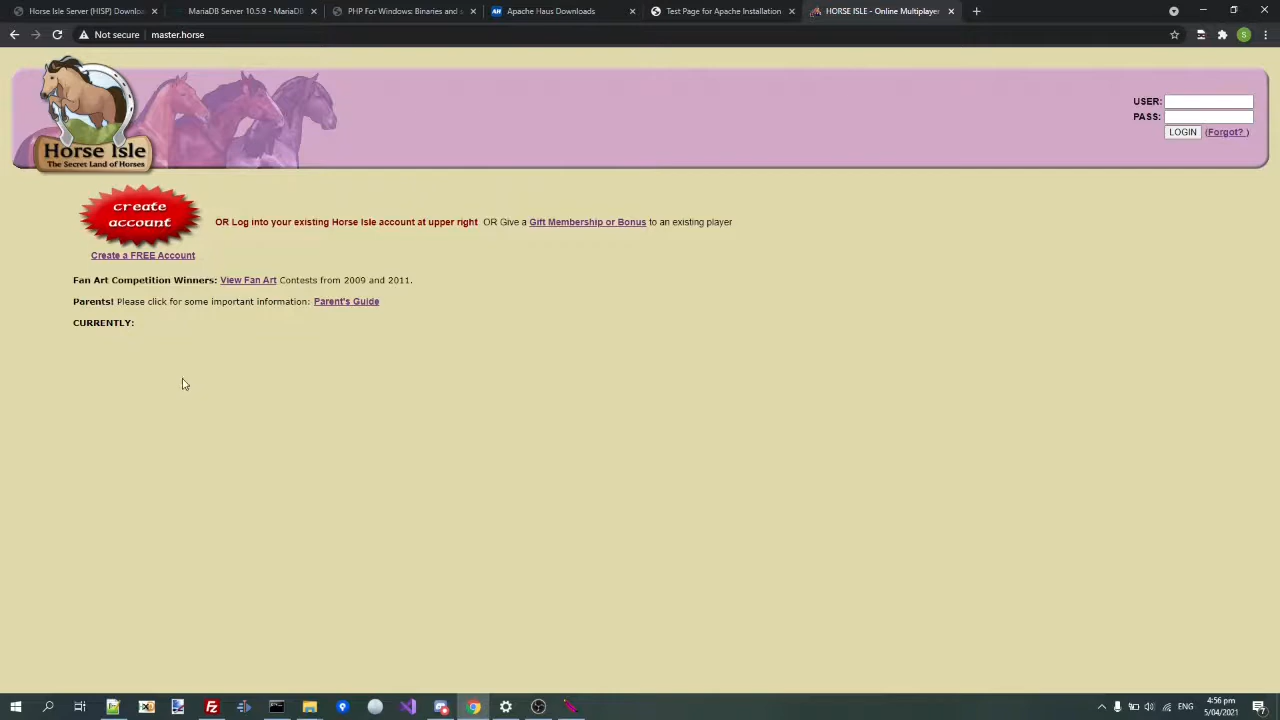 Horse Isle Server (HISP) Downlo
MariaDB Server 10.5.9 - MariaDB
PHP For Windows Binaries and s
Apache Haus Downloads
Test Page for Apache Installation
HORSE ISLE - Online Multiplayer
Not secure
master.horse
S
Horse Isle
The Secret Land of Horses
USER:
PASS:
LOGIN (Forgot? )
create
account
OR Log into your existing Horse Isle account at upper right OR Give a Gift Membership or Bonus to an existing player
Create a FREE Account
Fan Art Competition Winners: View Fan Art Contests from 2009 and 2011.
Parents! Please click for some important information: Parent's Guide
CURRENTLY:
ENG
4:56 pm
5/04/2021